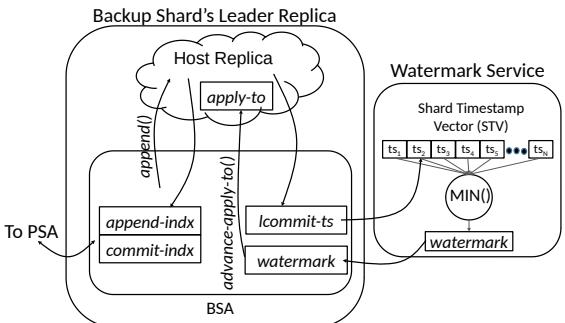 Backup Shard's Leader Replica
Host Replica
apply-to
append()
advance-apply-to()
append-indx
commit-indx
lcommit-ts
watermark
BSA
To PSA
Watermark Service
Shard Timestamp
Vector (STV)
ts1 ts2 ts3 ts4 ts5 ••• tsN
MIN()
watermark